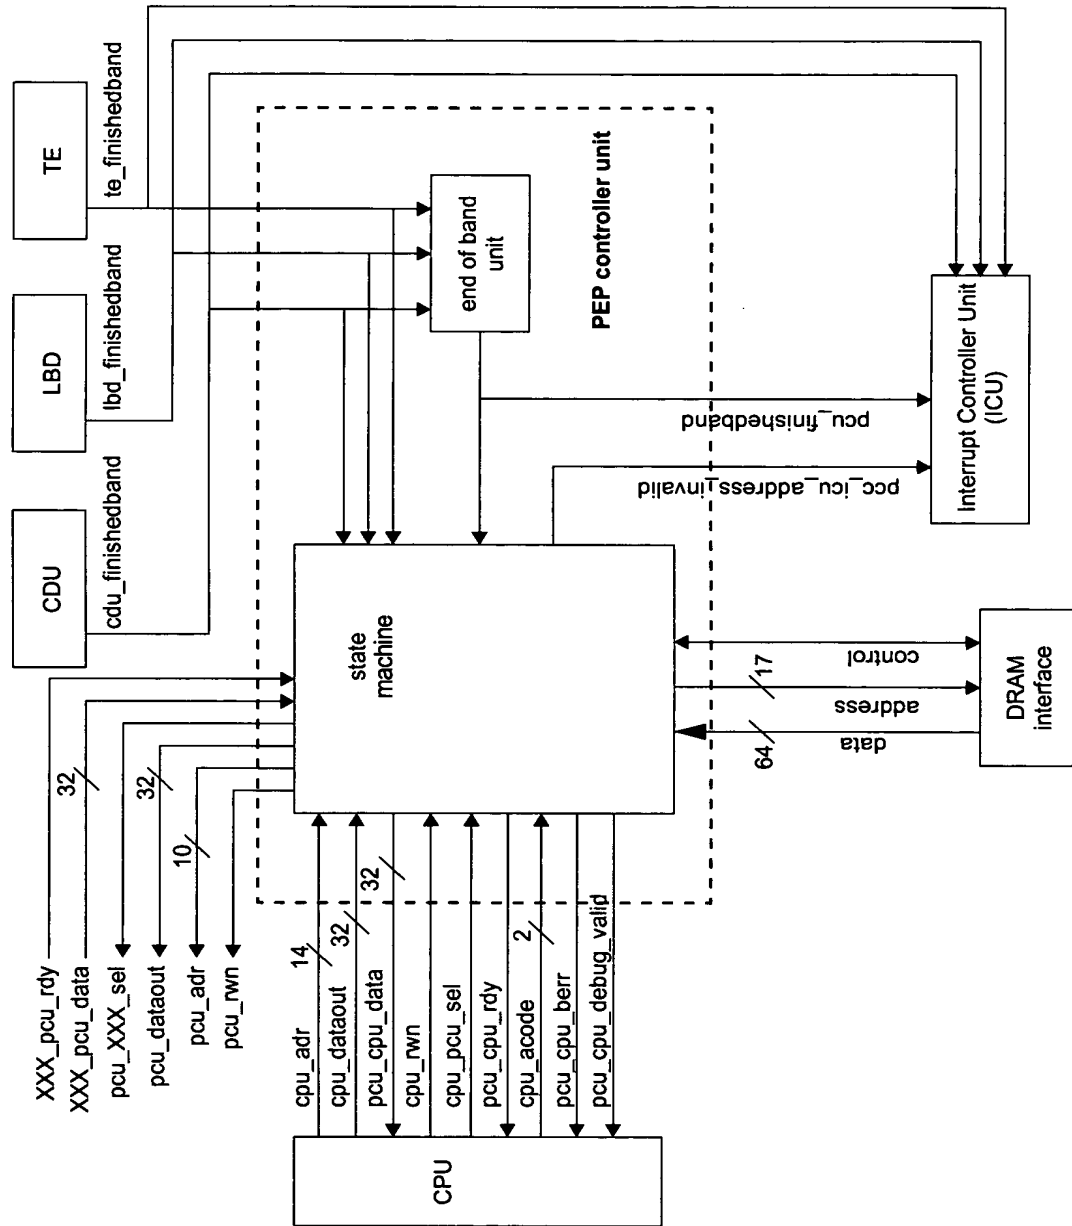 CDU
LBD
TE
cdu_finishedband
lbd_finishedband
te_finishedband
XXX_pcu_rdy
XXX_pcu_data
32
pcu_XXX_sel
pcu_dataout
32
pcu_adr
10
pcu_rwn
state
machine
end of band
unit
PEP controller unit
CPU
cpu_adr
14
cpu_dataout
32
pcu_cpu_data
32
cpu_rwn
cpu_pcu_sel
pcu_cpu_rdy
cpu_acode
2
pcu_cpu_berr
pcu_cpu_debug_valid
data
64
address
17
control
pcc_icu_address_invalid
pcu_finishedband
DRAM
interface
Interrupt Controller Unit
(ICU)